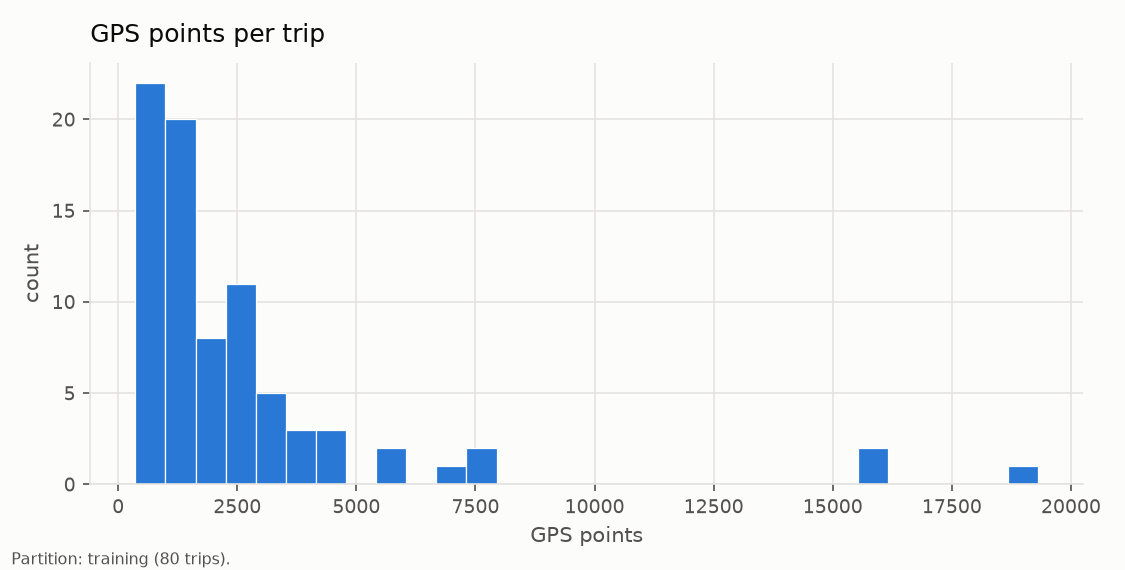 GPS points per trip
count
20
15
10
5
0
0 2500 5000 7500 10000 12500 15000 17500 20000
GPS points
Partition: training (80 trips).